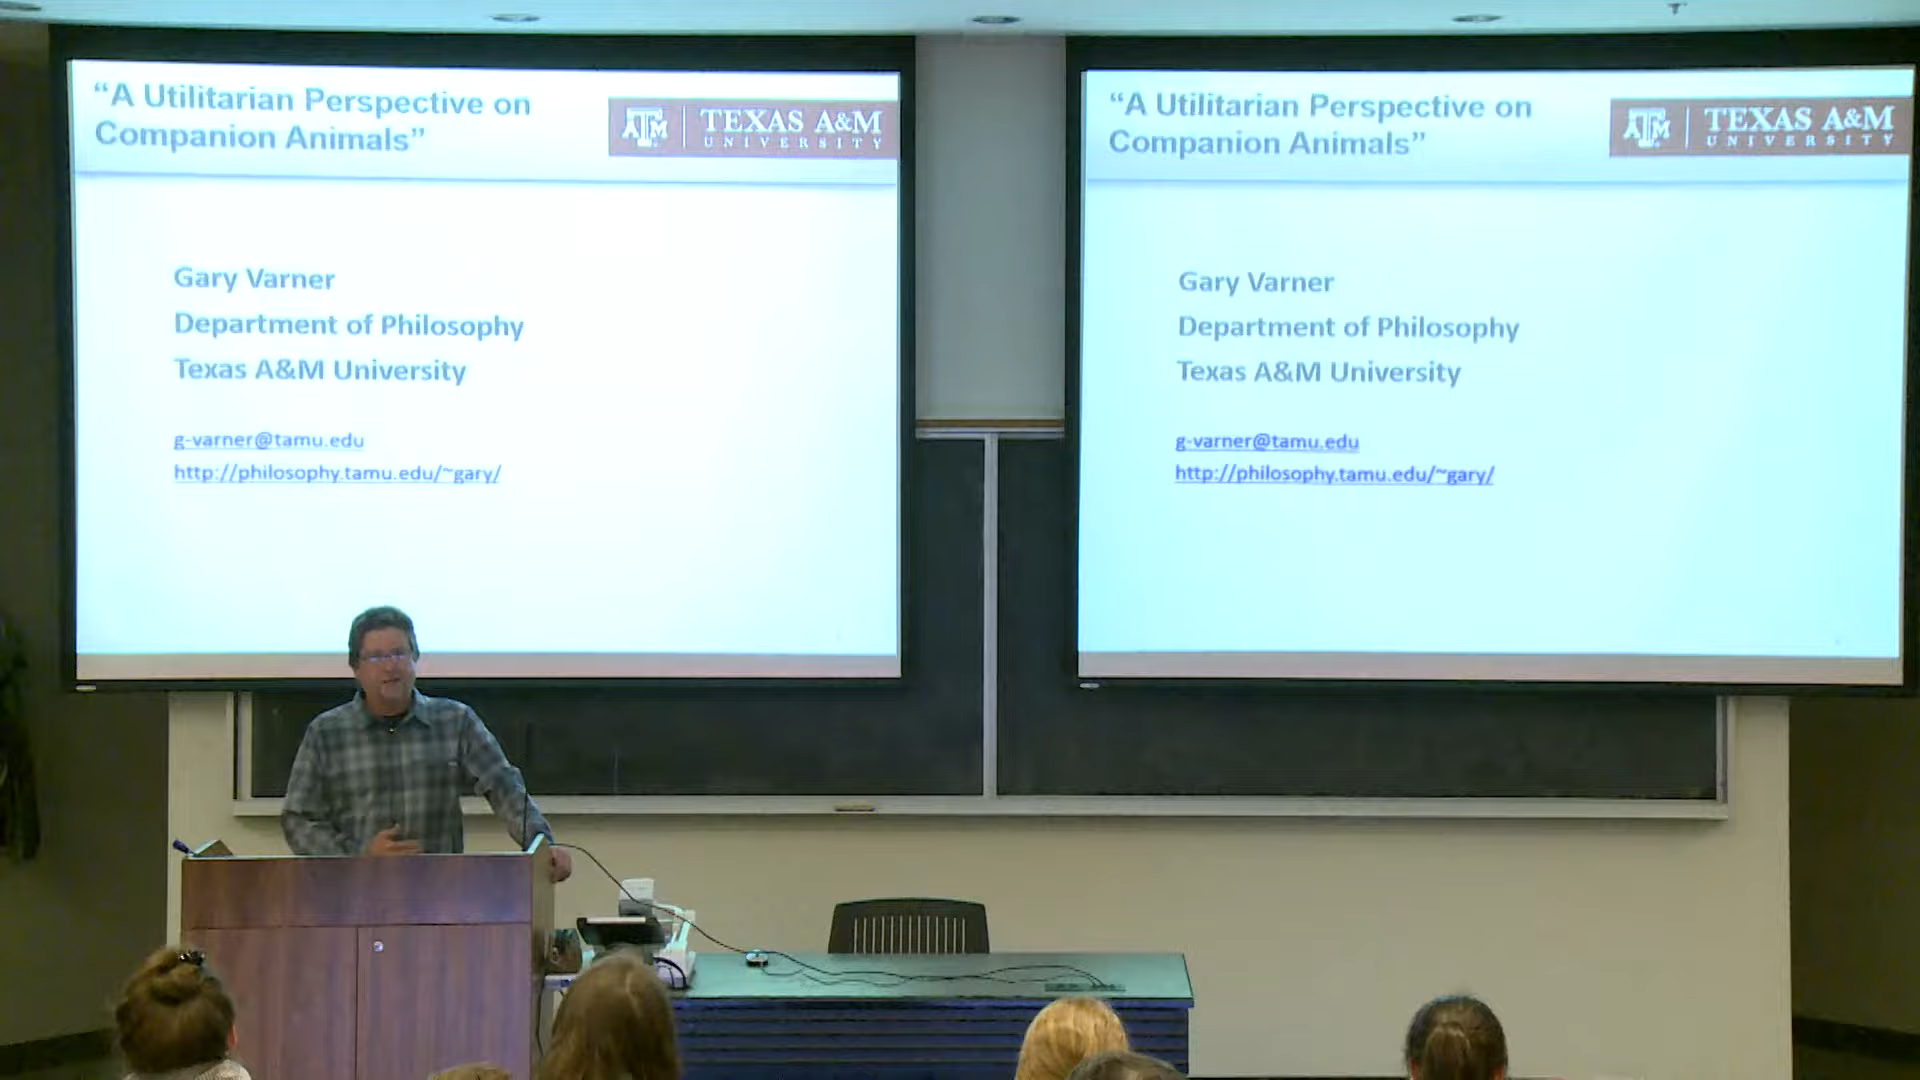 “A Utilitarian Perspective on
Companion Animals”
ATM TEXAS A&M
UNIVERSITY
Gary Varner
Department of Philosophy
Texas A&M University
g-varner@tamu.edu
http://philosophy.tamu.edu/~gary/
“A Utilitarian Perspective on
Companion Animals”
ATM TEXAS A&M
UNIVERSITY
Gary Varner
Department of Philosophy
Texas A&M University
g-varner@tamu.edu
http://philosophy.tamu.edu/~gary/